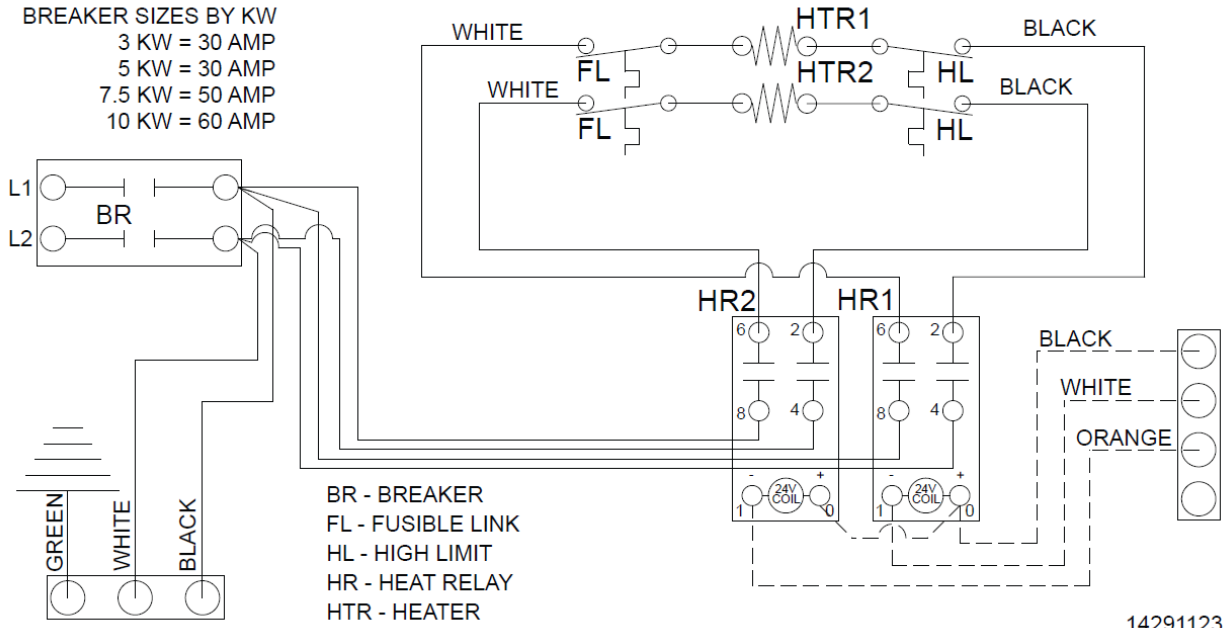 BREAKER SIZES BY KW
3 KW = 30 AMP
5 KW = 30 AMP
7.5 KW = 50 AMP
10 KW = 60 AMP
WHITE
HTR1
BLACK
FL
HL
WHITE
HTR2
BLACK
FL
HL
L1
BR
L2
HR2
HR1
6
2
6
2
8
4
8
4
-
+
-
+
24V
COIL
24V
COIL
1
0
1
0
BLACK
WHITE
ORANGE
GREEN
WHITE
BLACK
BR - BREAKER
FL - FUSIBLE LINK
HL - HIGH LIMIT
HR - HEAT RELAY
HTR - HEATER
14291123